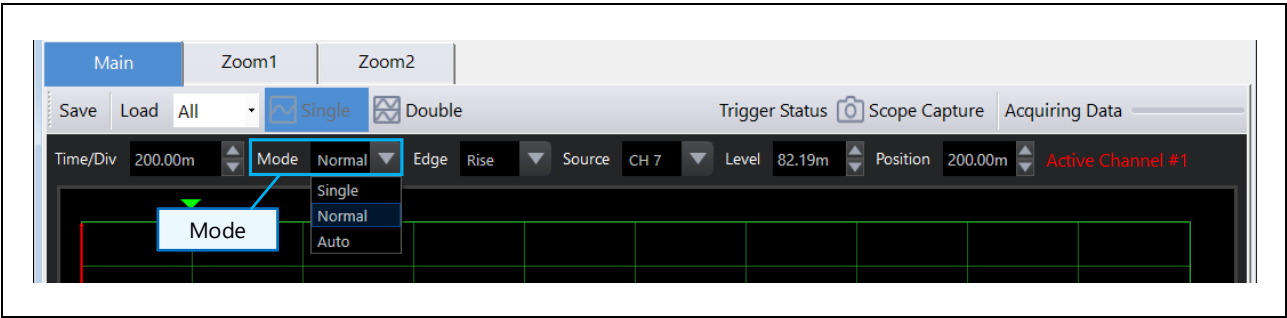 Main Zoom1 Zoom2
Save Load All Single Double Trigger Status Scope Capture Acquiring Data
Time/Div 200.00m Mode Normal Edge Rise Source CH 7 Level 82.19m Position 200.00m Active Channel #1
Single
Normal
Mode
Auto